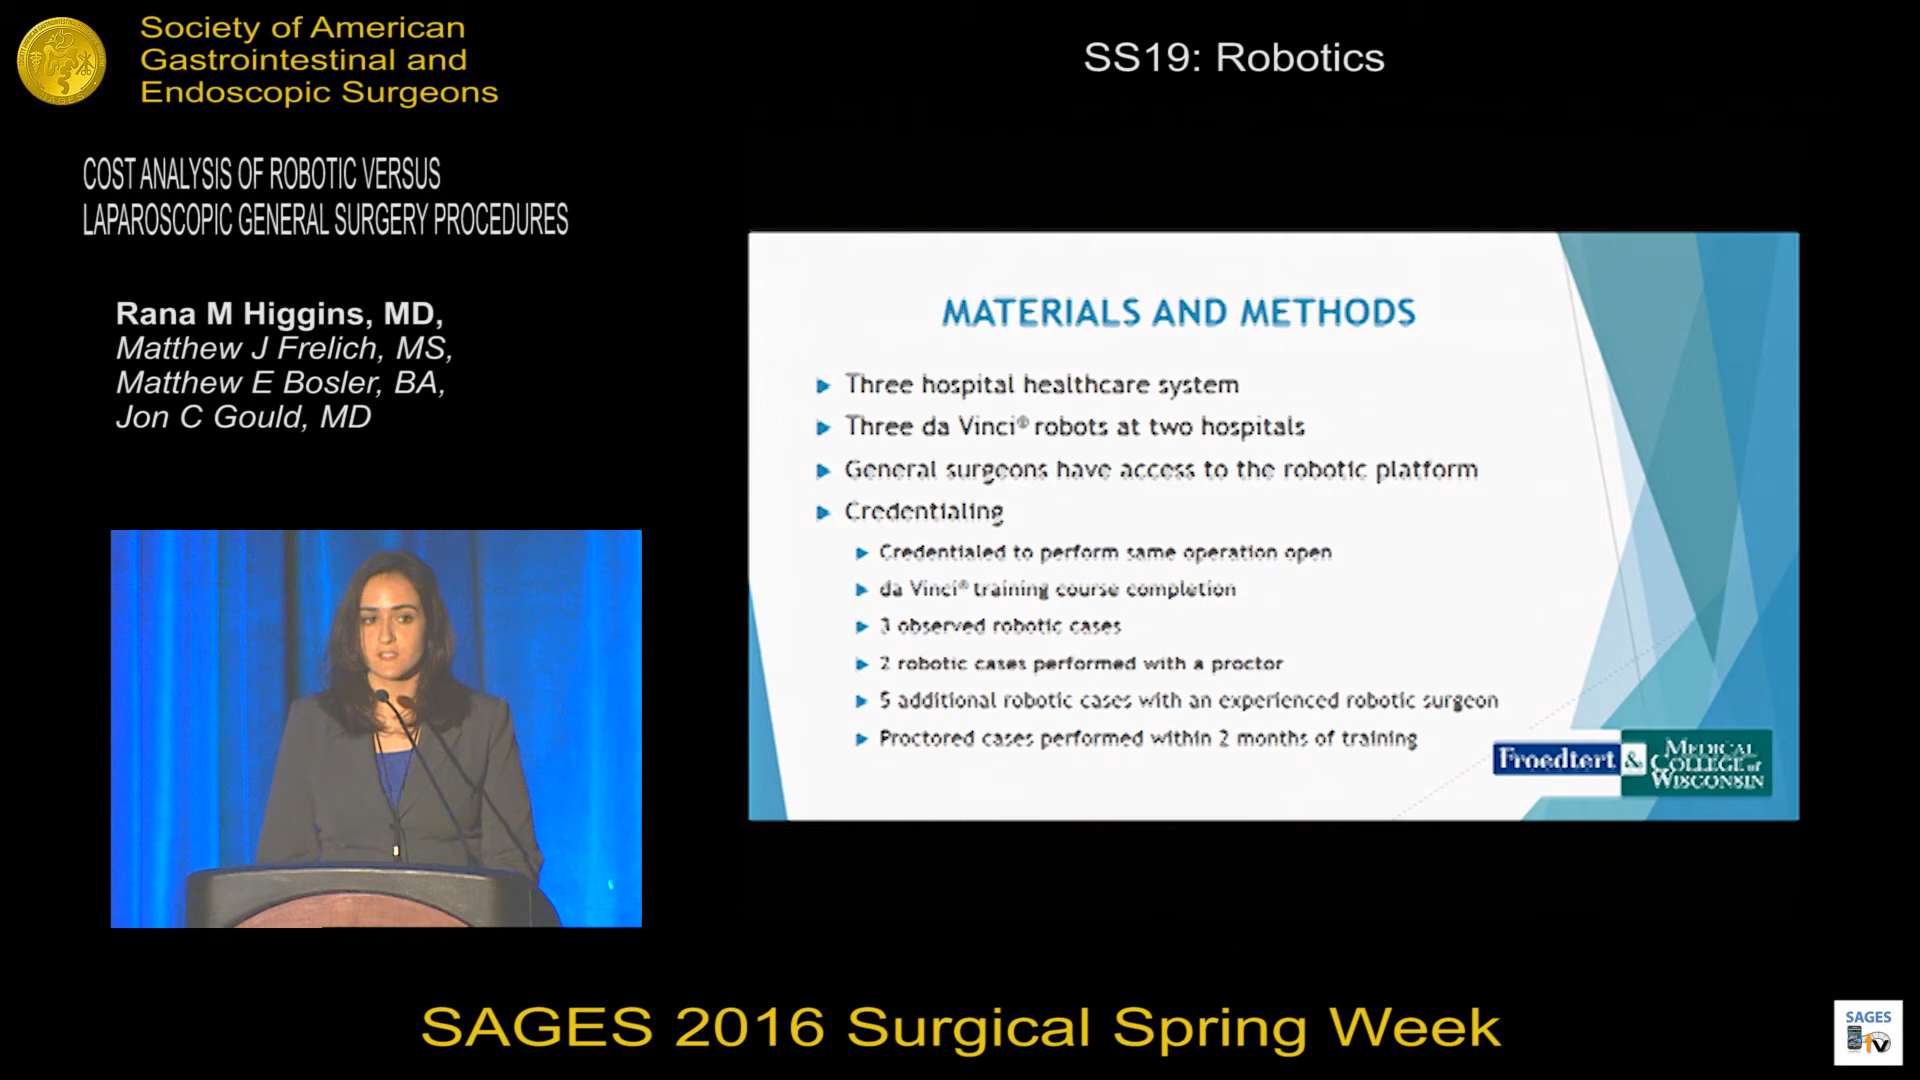 Society of American
Gastrointestinal and
Endoscopic Surgeons
SS19: Robotics
COST ANALYSIS OF ROBOTIC VERSUS
LAPAROSCOPIC GENERAL SURGERY PROCEDURES
Rana M Higgins, MD,
Matthew J Frelich, MS,
Matthew E Bosler, BA,
Jon C Gould, MD
MATERIALS AND METHODS
Three hospital healthcare system
Three da Vinci® robots at two hospitals
General surgeons have access to the robotic platform
Credentialing
Credentialed to perform same operation open
da Vinci® training course completion
3 observed robotic cases
2 robotic cases performed with a proctor
5 additional robotic cases with an experienced robotic surgeon
Proctored cases performed within 2 months of training
Froedtert &
MEDICAL
COLLEGE of
WISCONSIN
SAGES 2016 Surgical Spring Week
SAGES
tv